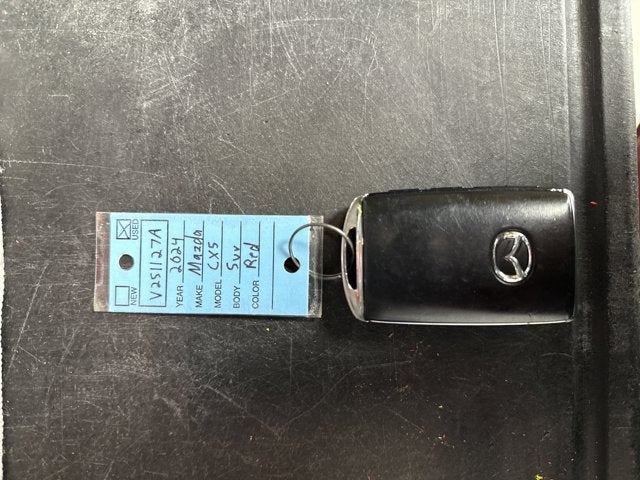 NEW USED
V251127A
YEAR 2024
MAKE Mazda
MODEL CX5
BODY Suv
COLOR Red